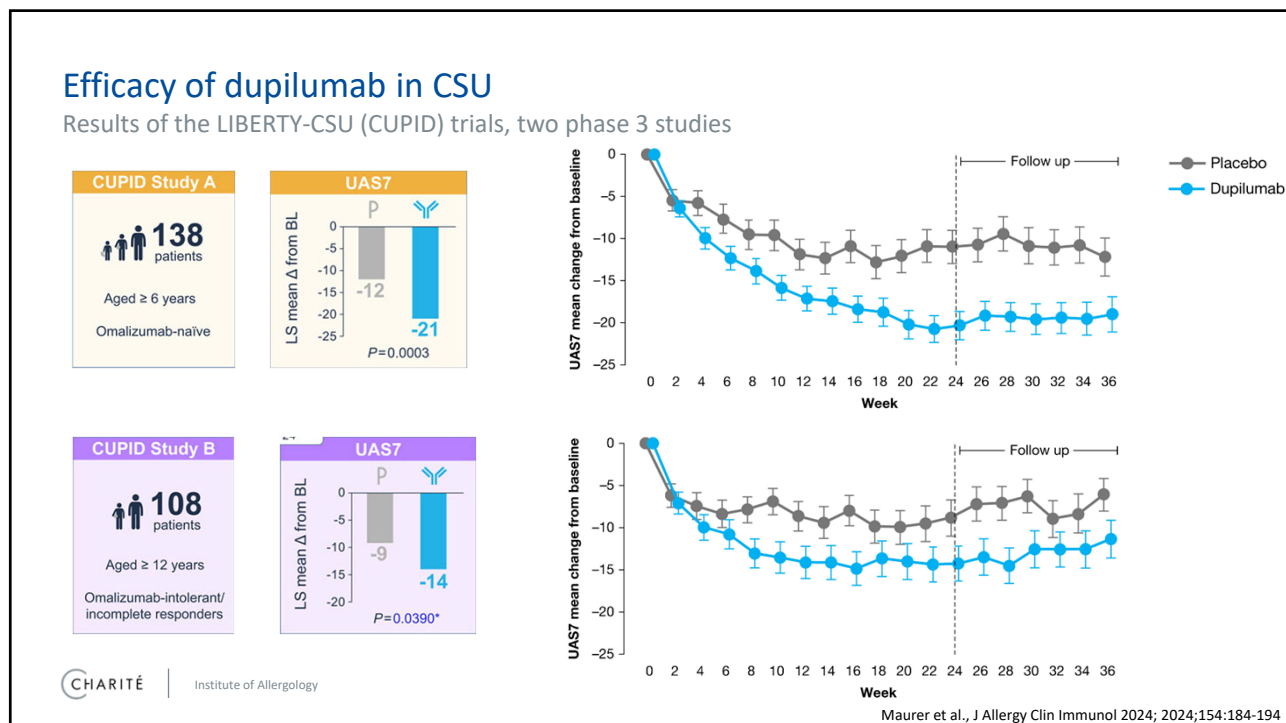 Efficacy of dupilumab in CSU
Results of the LIBERTY-CSU (CUPID) trials, two phase 3 studies
CUPID Study A
138
patients
Aged ≥ 6 years
Omalizumab-naïve
UAS7
P
LS mean Δ from BL
0
-5
-10
-15
-20
-25
-12
-21
P=0.0003
UAS7 mean change from baseline
0
−5
−10
−15
−20
−25
Follow up
0 2 4 6 8 10 12 14 16 18 20 22 24 26 28 30 32 34 36
Week
Placebo
Dupilumab
CUPID Study B
108
patients
Aged ≥ 12 years
Omalizumab-intolerant/
incomplete responders
UAS7
P
LS mean Δ from BL
0
-5
-10
-15
-20
-9
-14
P=0.0390*
UAS7 mean change from baseline
0
−5
−10
−15
−20
−25
Follow up
0 2 4 6 8 10 12 14 16 18 20 22 24 26 28 30 32 34 36
Week
CHARITÉ
Institute of Allergology
Maurer et al., J Allergy Clin Immunol 2024; 2024;154:184-194